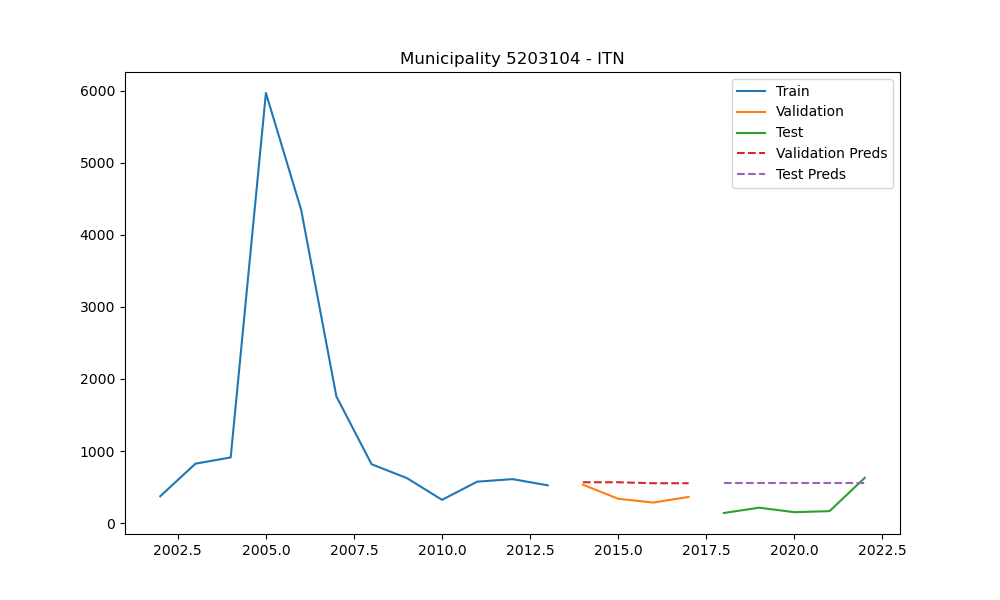 Municipality 5203104 - ITN
6000
5000
4000
3000
2000
1000
0
2002.5 2005.0 2007.5 2010.0 2012.5 2015.0 2017.5 2020.0 2022.5
Train
Validation
Test
Validation Preds
Test Preds